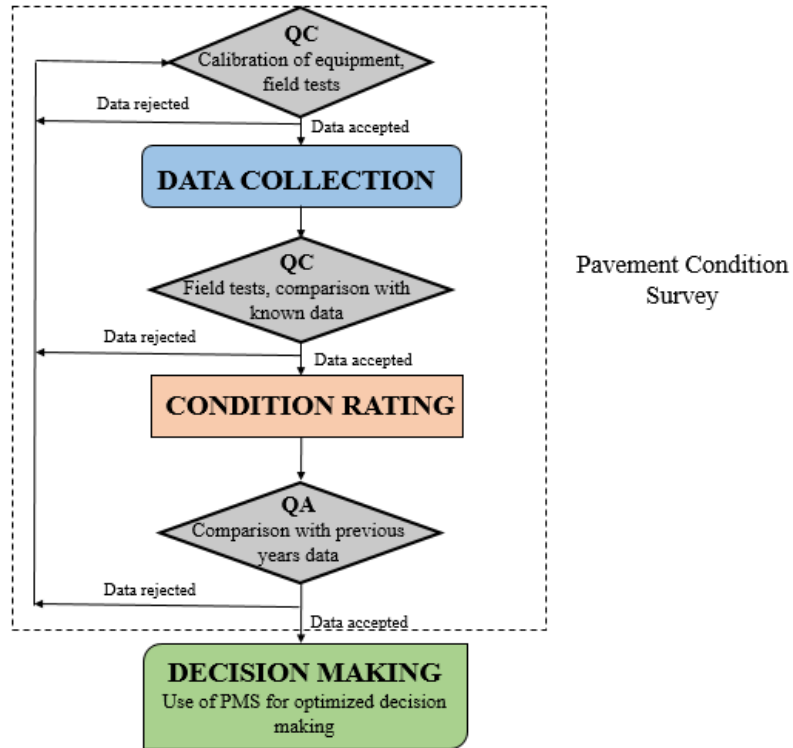 QC
Calibration of equipment,
field tests
Data rejected
Data accepted
DATA COLLECTION
QC
Field tests, comparison with
known data
Pavement Condition
Survey
Data rejected
Data accepted
CONDITION RATING
QA
Comparison with previous
years data
Data rejected
Data accepted
DECISION MAKING
Use of PMS for optimized decision
making